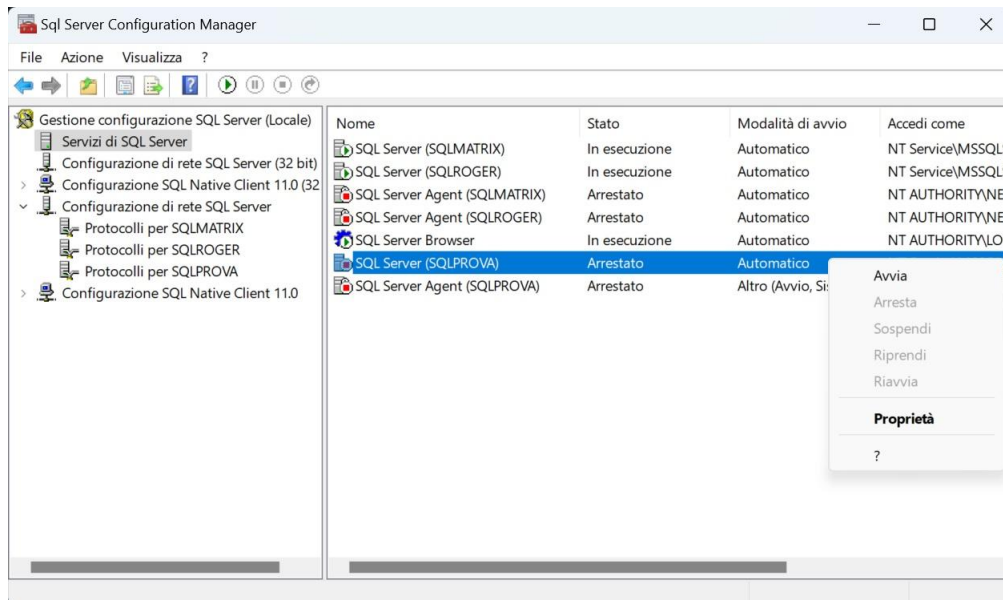 Sql Server Configuration Manager
File Azione Visualizza ?
Gestione configurazione SQL Server (Locale)
Servizi di SQL Server
Configurazione di rete SQL Server (32 bit)
Configurazione SQL Native Client 11.0 (32
Configurazione di rete SQL Server
Protocolli per SQLMATRIX
Protocolli per SQLROGER
Protocolli per SQLPROVA
Configurazione SQL Native Client 11.0
Nome Stato Modalità di avvio Accedi come
SQL Server (SQLMATRIX) In esecuzione Automatico NT Service\MSSQL
SQL Server (SQLROGER) In esecuzione Automatico NT Service\MSSQL
SQL Server Agent (SQLMATRIX) Arrestato Automatico NT AUTHORITY\NE
SQL Server Agent (SQLROGER) Arrestato Automatico NT AUTHORITY\NE
SQL Server Browser In esecuzione Automatico NT AUTHORITY\LO
SQL Server (SQLPROVA) Arrestato Automatico
SQL Server Agent (SQLPROVA) Arrestato Altro (Avvio, Si
Avvia
Arresta
Sospendi
Riprendi
Riavvia
Proprietà
?